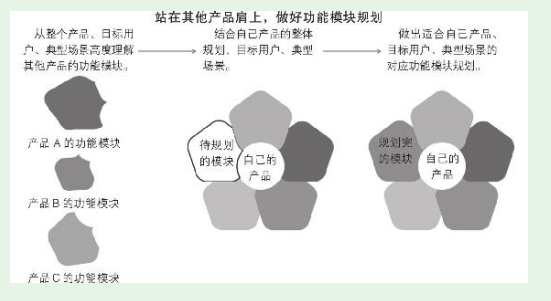 站在其他产品肩上，做好功能模块规划
从整个产品、目标用
户、典型场景高度理解
其他产品的功能模块。
结合自己产品的整体
规划、目标用户、典型
场景。
做出适合自己产品、
目标用户、典型场景的
对应功能模块规划。
产品A的功能模块
产品B的功能模块
产品C的功能模块
待规划
的模块
自己的
产品
规划完
的模块
自己的
产品